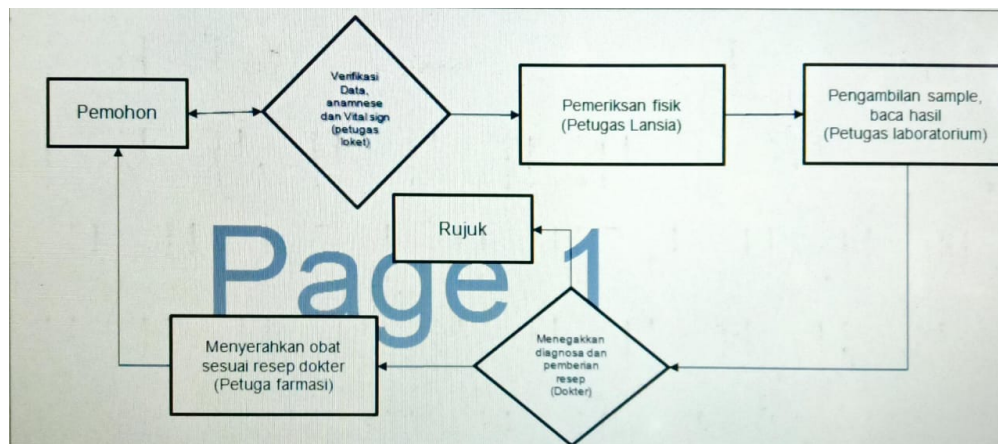 Pemohon
Verifikasi
Data,
anamnese
dan Vital sign
(petugas
loket)
Pemeriksan fisik
(Petugas Lansia)
Pengambilan sample,
baca hasil
(Petugas laboratorium)
Rujuk
Page 1
Menyerahkan obat
sesuai resep dokter
(Petuga farmasi)
Menegakkan
diagnosa dan
pemberian
resep
(Dokter)